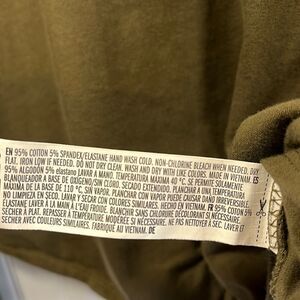 EN 95% COTTON 5% SPANDEX/ELASTANE HAND WASH COLD. NON-CHLORINE BLEACH WHEN NEEDED. DRY
FLAT. IRON LOW IF NEEDED. DO NOT DRY CLEAN. WASH AND DRY WITH LIKE COLORS. MADE IN VIETNAM ES
95% ALGODÓN 5% elastano LAVAR A MANO. TEMPERATURA MÁXIMA 40 °C. SE PERMITE SOLAMENTE
BLANQUEADOR A BASE DE OXÍGENO/SIN CLORO. SECADO EXTENDIDO. PLANCHAR A UNA TEMPERATURA
MÁXIMA DE LA BASE DE 110 °C, SIN VAPOR. PLANCHAR CON VAPOR PUEDE CAUSAR DAÑO IRREVERSIBLE.
NO LIMPIEZA EN SECO. LAVAR Y SECAR CON COLORES SIMILARES. HECHO EN VIETNAM FR 95% COTON 5%
ÉLASTHANNE LAVER À LA MAIN À L'EAU FROIDE. BLANCHIR SANS CHLORE DÉCOLORANT SI NÉCESSAIRE.
SÉCHER À PLAT. REPASSER À TEMPÉRATURE MODÉRÉE SI NÉCESSAIRE. NE PAS NETTOYER À SEC. LAVER ET
SÉCHER AVEC COULEURS SIMILAIRES. FABRIQUÉ AU VIETNAM. DE